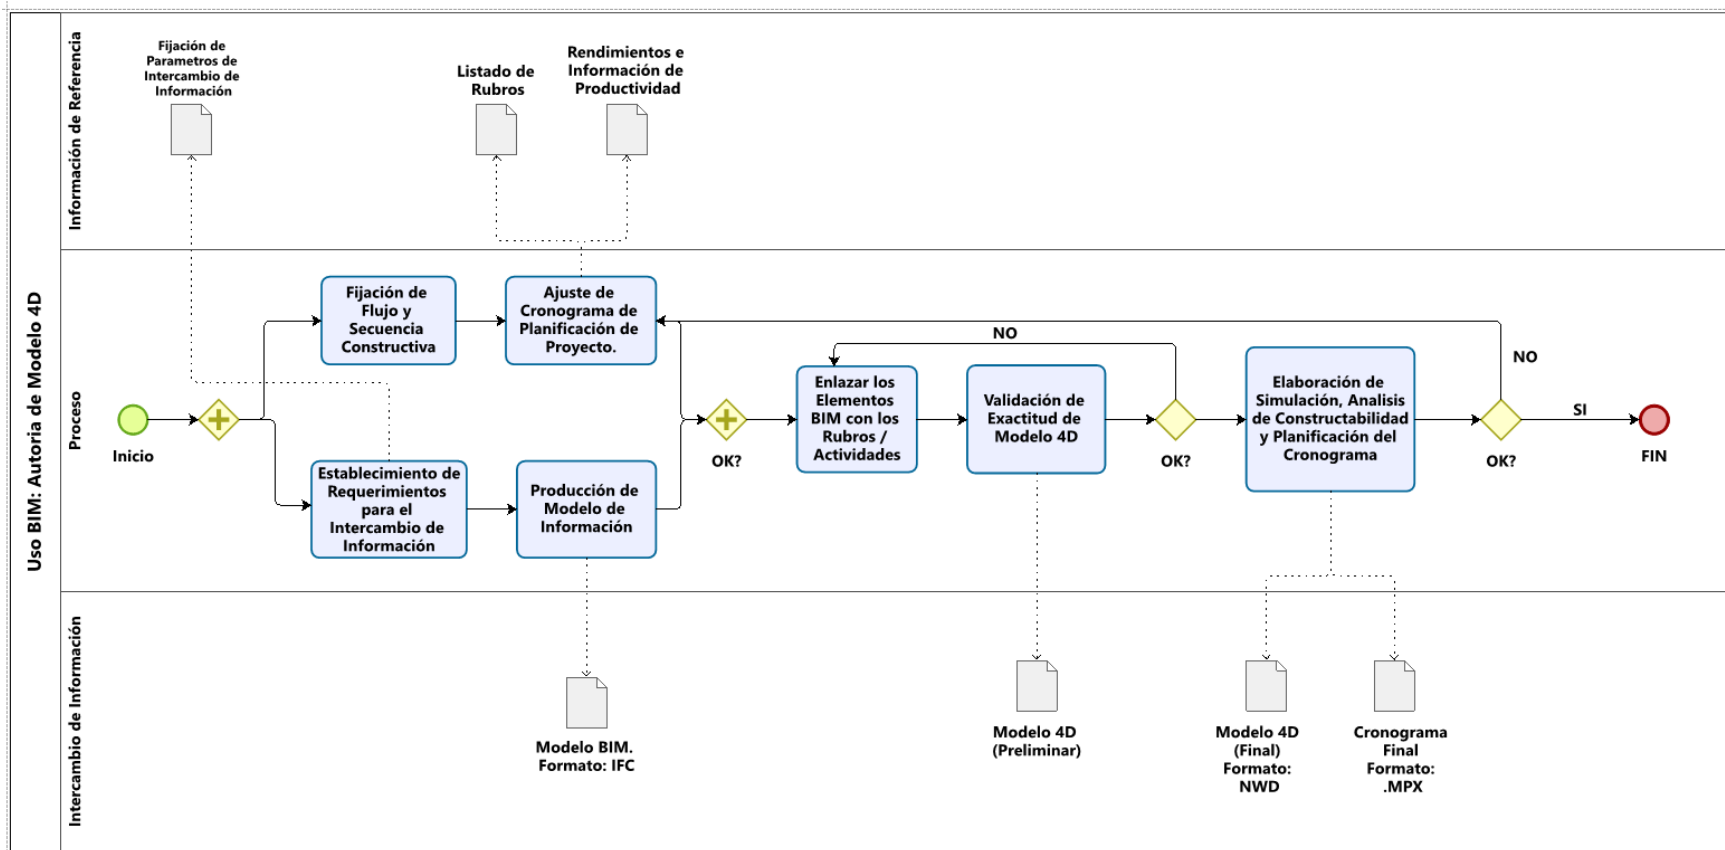 Uso BIM: Autoria de Modelo 4D
Información de Referencia
Fijación de
Parametros de
Intercambio de
Información
Listado de
Rubros
Rendimientos e
Información de
Productividad
Proceso
Inicio
Fijación de
Flujo y
Secuencia
Constructiva
Ajuste de
Cronograma de
Planificación de
Proyecto.
Establecimiento de
Requerimientos
para el
Intercambio de
Información
Producción de
Modelo de
Información
OK?
Enlazar los
Elementos
BIM con los
Rubros /
Actividades
NO
Validación de
Exactitud de
Modelo 4D
OK?
Elaboración de
Simulación, Analisis
de Constructabilidad
y Planificación del
Cronograma
NO
OK?
SI
FIN
Intercambio de Información
Modelo BIM.
Formato: IFC
Modelo 4D
(Preliminar)
Modelo 4D
(Final)
Formato:
NWD
Cronograma
Final
Formato:
.MPX